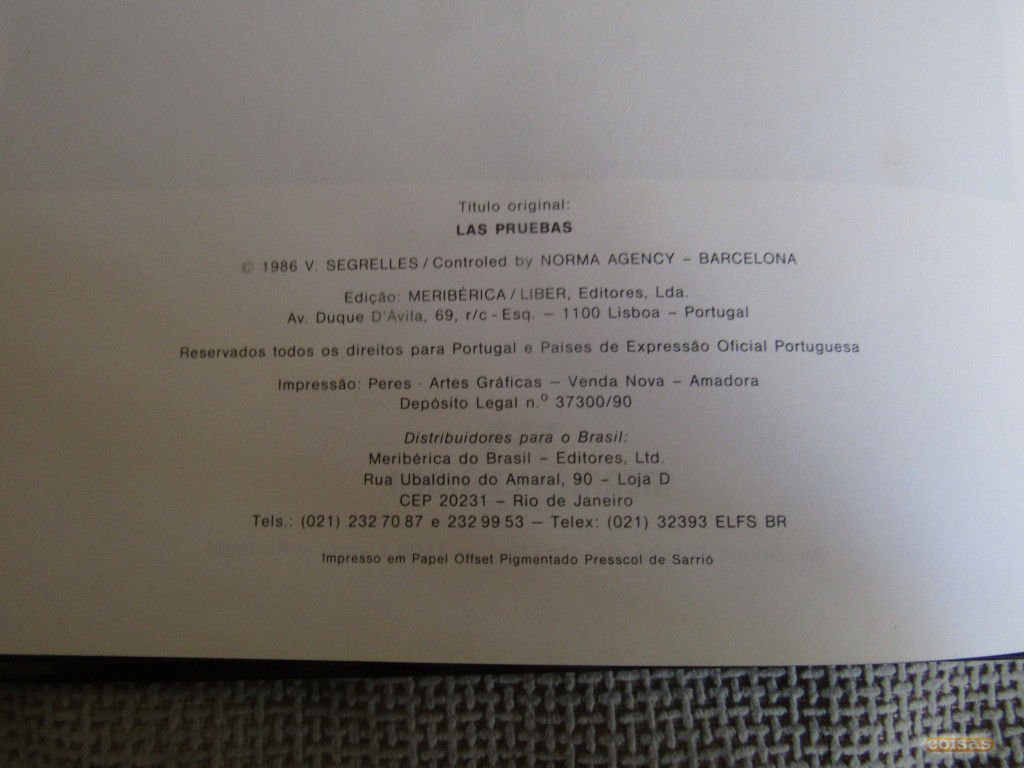 Titulo original:
LAS PRUEBAS
© 1986 V. SEGRELLES / Controled by NORMA AGENCY – BARCELONA
Edição: MERIBÉRICA / LIBER, Editores, Lda.
Av. Duque D'Ávila, 69, r/c - Esq. – 1100 Lisboa – Portugal
Reservados todos os direitos para Portugal e Paises de Expressão Oficial Portuguesa
Impressão: Peres · Artes Gráficas – Venda Nova – Amadora
Depósito Legal n.º 37300/90
Distribuidores para o Brasil:
Meribérica do Brasil – Editores, Ltd.
Rua Ubaldino do Amaral, 90 – Loja D
CEP 20231 – Rio de Janeiro
Tels.: (021) 232 70 87 e 232 99 53 – Telex: (021) 32393 ELFS BR
Impresso em Papel Offset Pigmentado Presscol de Sarrió
coisas